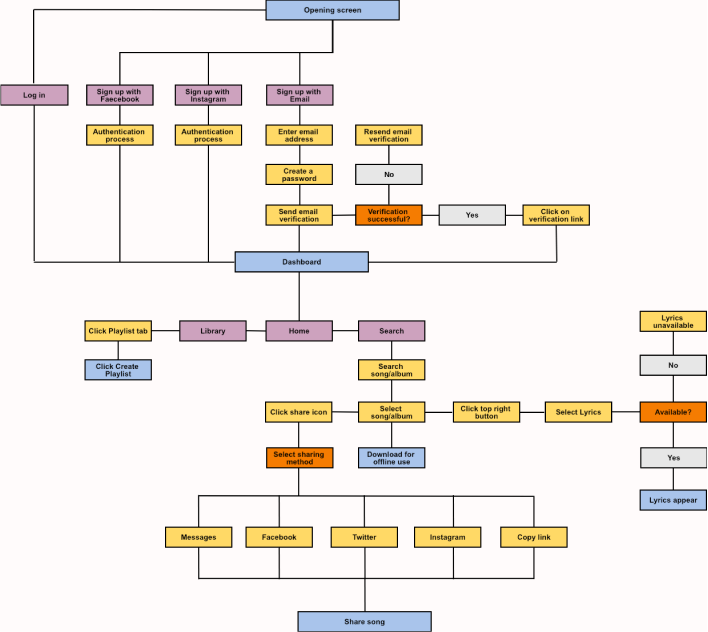 Opening screen
Log in
Sign up with
Faecebook
Sign up with
Instagram
Sign up with
Email
Authentication
process
Authentication
process
Enter email
address
Resend email
verification
Create a
password
No
Send email
verification
Verification
successful?
Yes
Click on
verification link
Dashboard
Click Playlist tab
Library
Home
Search
Lyrics
unavailable
Click Create
Playlist
Search
song/album
No
Click share icon
Select
song/album
Click top right
button
Select Lyrics
Available?
Select sharing
method
Download for
offline use
Yes
Lyrics appear
Messages
Facebook
Twitter
Instagram
Copy link
Share song